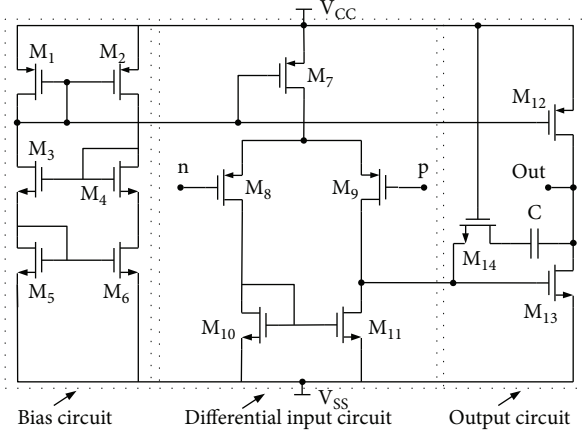 V_CC
M_1
M_2
M_7
M_12
M_3
M_4
n
M_8
M_9
p
Out
C
M_14
M_5
M_6
M_13
M_10
M_11
V_SS
Bias circuit
Differential input circuit
Output circuit